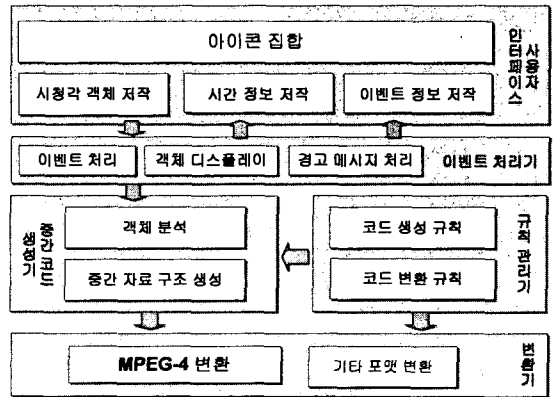 아이콘 집합
사용자
인터페이스
시청각 객체 저작
시간 정보 저작
이벤트 정보 저작
이벤트 처리
객체 디스플레이
경고 메시지 처리
이벤트 처리기
중간 코드
생성기
객체 분석
중간 자료 구조 생성
코드 생성 규칙
코드 변환 규칙
규칙 관리기
MPEG-4 변환
기타 포맷 변환
변환기